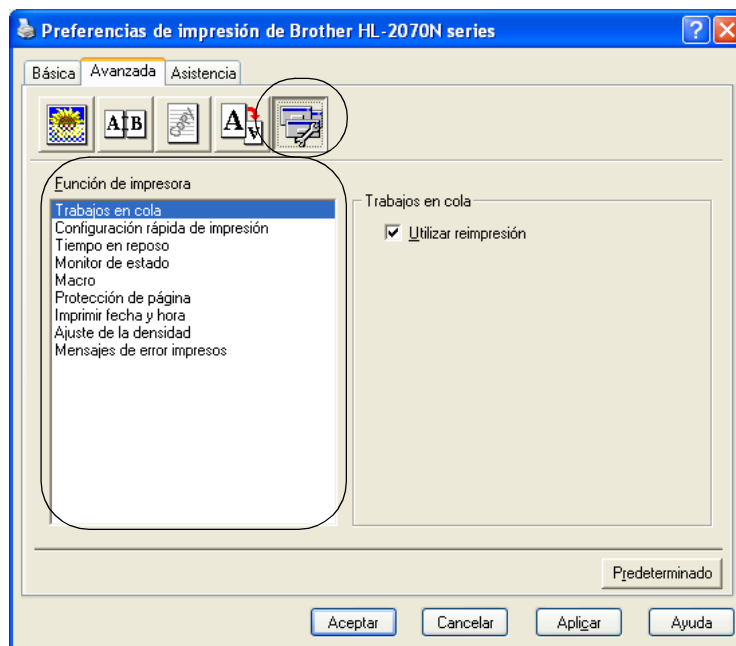 Preferencias de impresión de Brother HL-2070N series
Básica Avanzada Asistencia
A B COPY A A
Función de impresora
Trabajos en cola
Configuración rápida de impresión
Tiempo en reposo
Monitor de estado
Macro
Protección de página
Imprimir fecha y hora
Ajuste de la densidad
Mensajes de error impresos
Trabajos en cola
Utilizar reimpresión
Predeterminado
Aceptar Cancelar Aplicar Ayuda